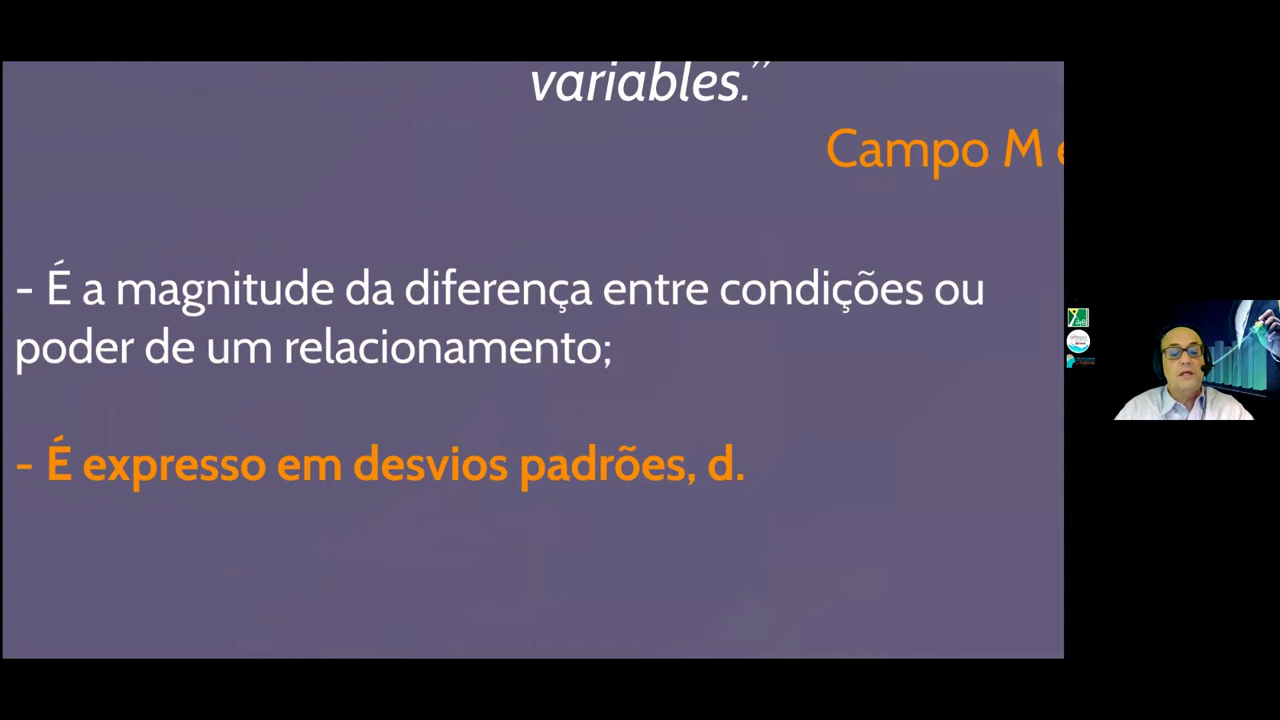 variables.”
Campo M
- É a magnitude da diferença entre condições ou
poder de um relacionamento;
- É expresso em desvios padrões, d.